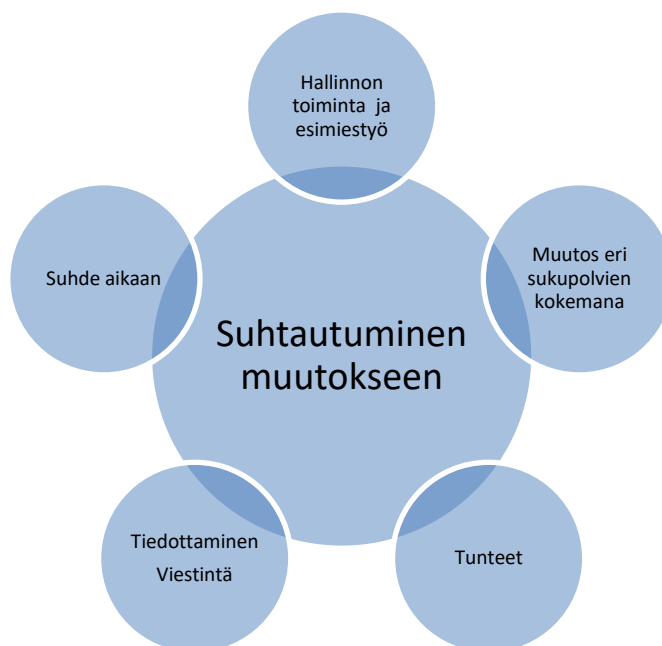 Hallinnon
toiminta ja
esimiestyö
Suhde aikaan
Muutos eri
sukupolvien
kokemana
Suhtautuminen
muutokseen
Tiedottaminen
Viestintä
Tunteet